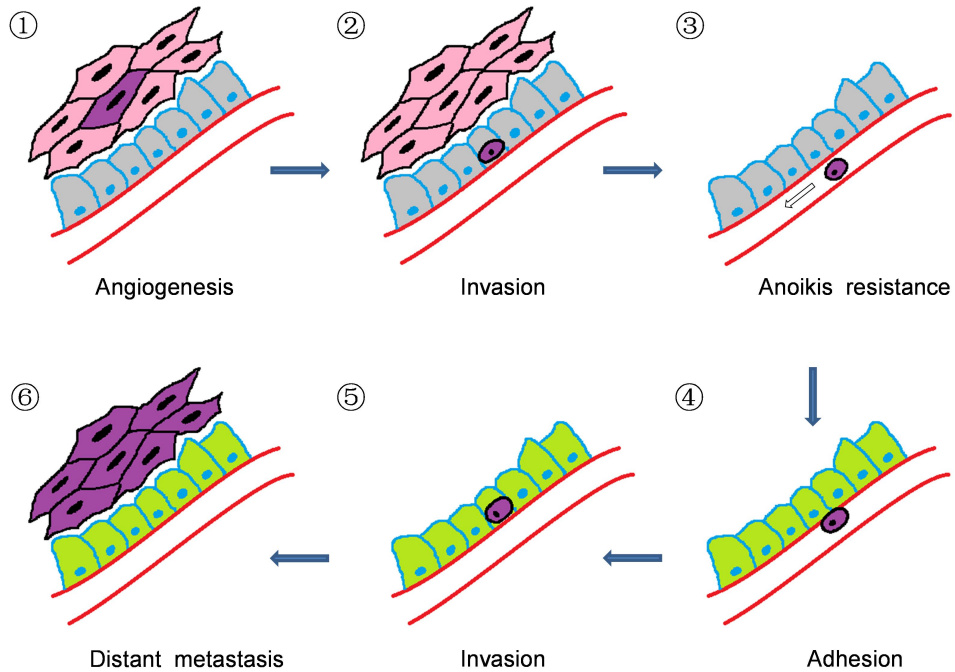 ①
②
③
Angiogenesis
Invasion
Anoikis resistance
⑥
⑤
④
Distant metastasis
Invasion
Adhesion